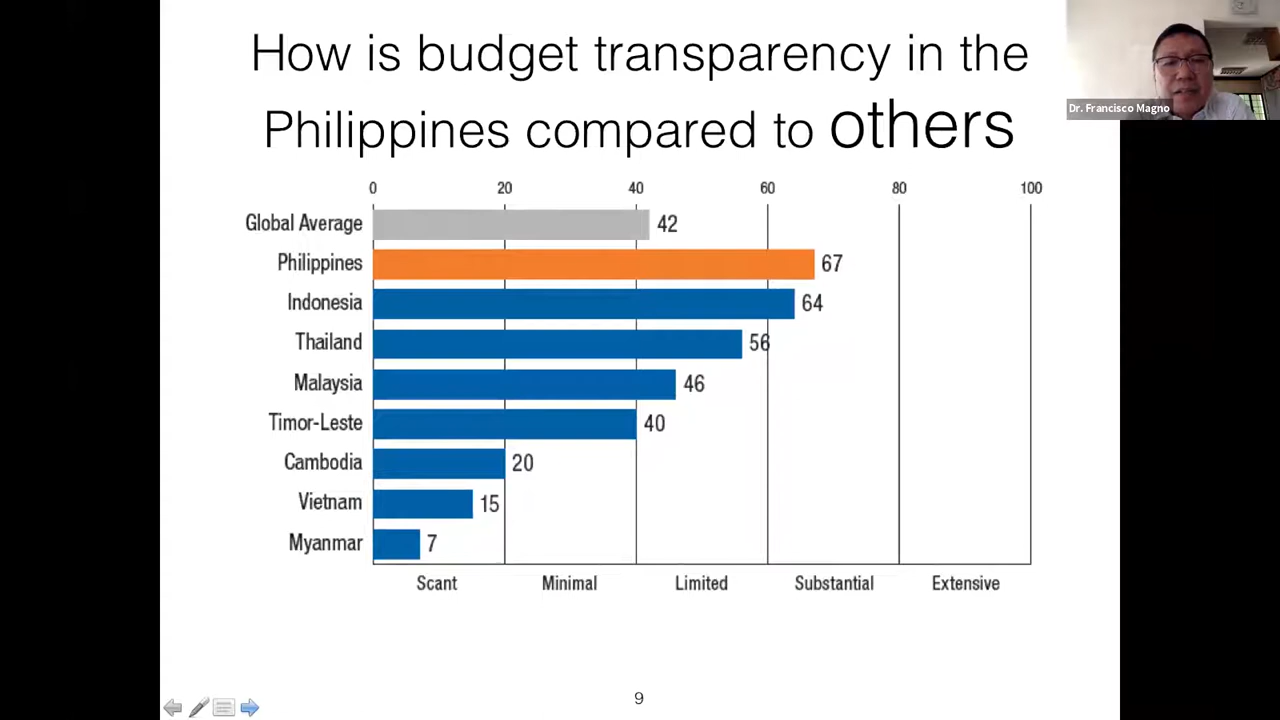 How is budget transparency in the
Philippines compared to others
Dr. Francisco Magno
0 20 40 60 80 100
Global Average 42
Philippines 67
Indonesia 64
Thailand 56
Malaysia 46
Timor-Leste 40
Cambodia 20
Vietnam 15
Myanmar 7
Scant Minimal Limited Substantial Extensive
9